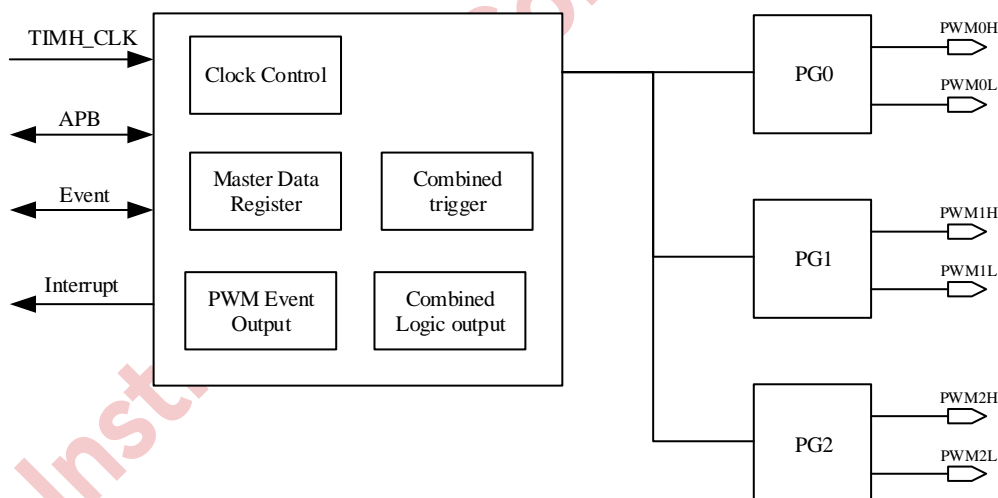 TIMH_CLK
APB
Event
Interrupt
Clock Control
Master Data
Register
Combined
trigger
PWM Event
Output
Combined
Logic output
PG0
PWM0H
PWM0L
PG1
PWM1H
PWM1L
PG2
PWM2H
PWM2L